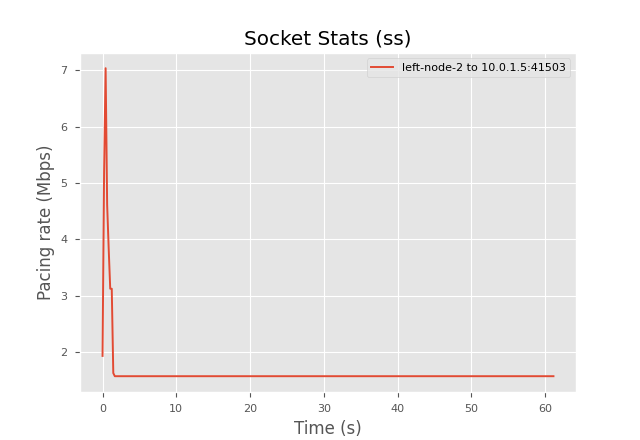 Socket Stats (ss)
left-node-2 to 10.0.1.5:41503
Pacing rate (Mbps)
7
6
5
4
3
2
0 10 20 30 40 50 60
Time (s)